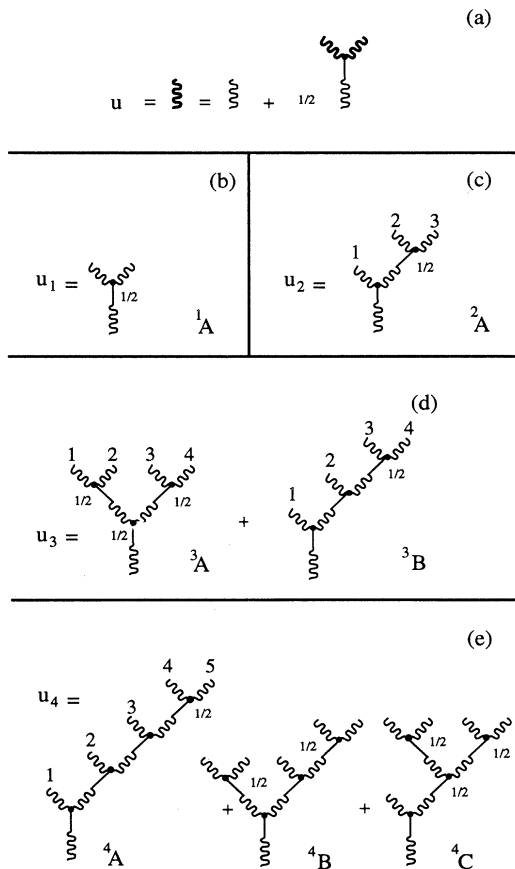 (a)
u = = + 1/2
(b)
u1 = 1/2
1A
(c)
2 3
1
u2 = 1/2
2A
(d)
3 4
1 2 3 4 2 1/2
1/2 1/2 1
u3 = 1/2 +
3A 3B
(e)
4 5
u4 =
3 1/2
2 1/2 1/2
1 1/2 1/2
+ +
4A 4B 4C